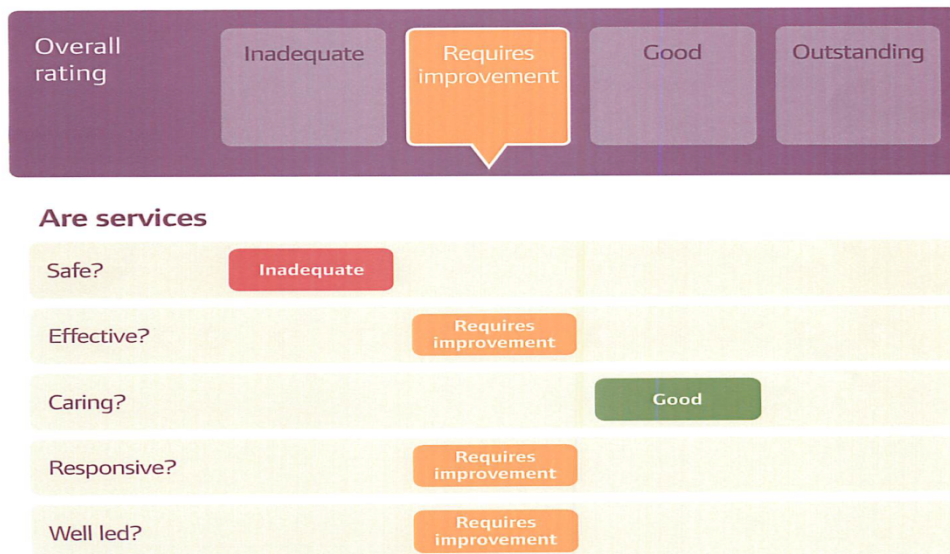 Overall
rating
Inadequate
Requires
improvement
Good
Outstanding
Are services
Safe?
Inadequate
Effective?
Requires
improvement
Caring?
Good
Responsive?
Requires
improvement
Well led?
Requires
improvement